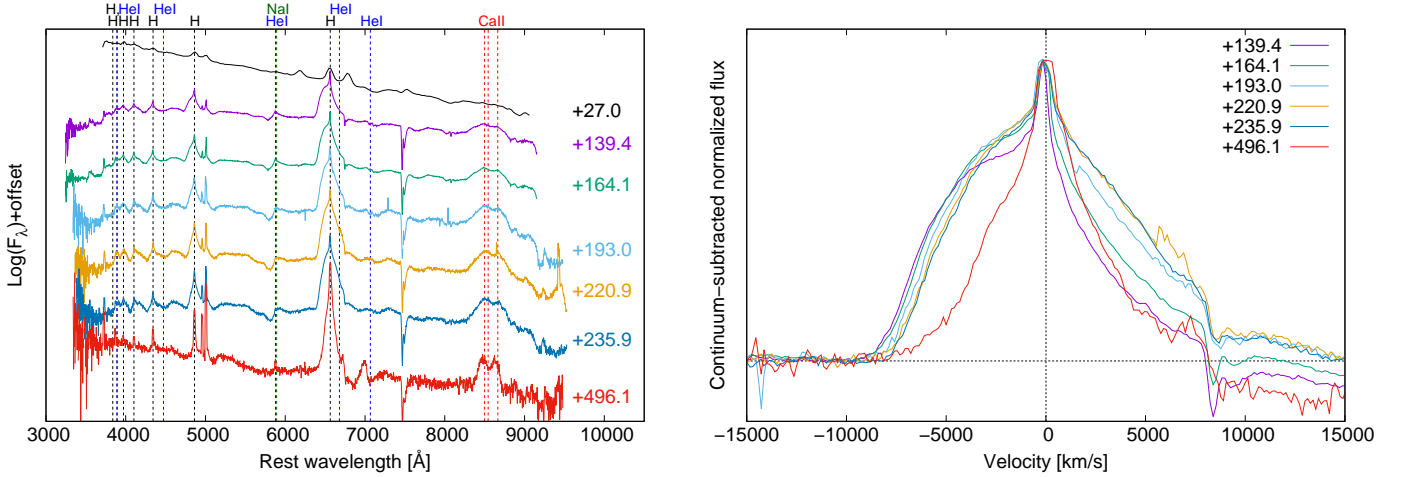 H HeI HeI NaI HeI
H H H H H H HeI H HeI CaII
Log(Fλ)+offset
+27.0
+139.4
+164.1
+193.0
+220.9
+235.9
+496.1
3000 4000 5000 6000 7000 8000 9000 10000
Rest wavelength [Å]
Continuum−subtracted normalized flux
+139.4
+164.1
+193.0
+220.9
+235.9
+496.1
−15000 −10000 −5000 0 5000 10000 15000
Velocity [km/s]